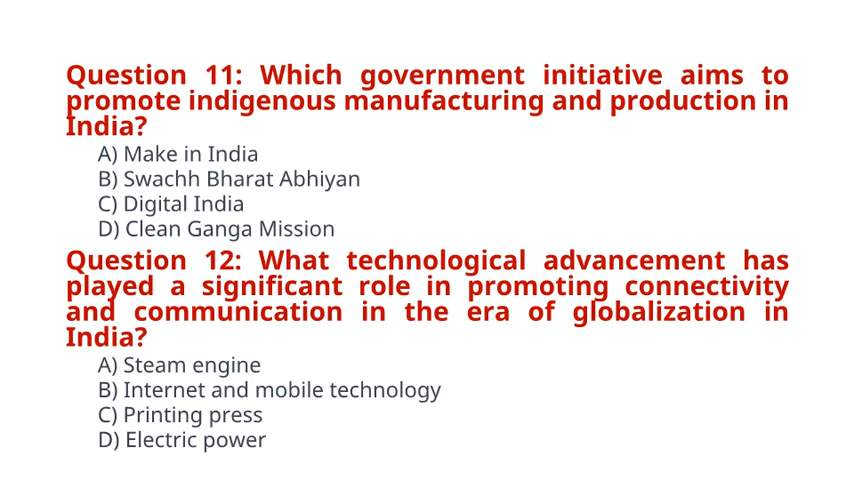 Question 11: Which government initiative aims to
promote indigenous manufacturing and production in
India?
A) Make in India
B) Swachh Bharat Abhiyan
C) Digital India
D) Clean Ganga Mission
Question 12: What technological advancement has
played a significant role in promoting connectivity
and communication in the era of globalization in
India?
A) Steam engine
B) Internet and mobile technology
C) Printing press
D) Electric power